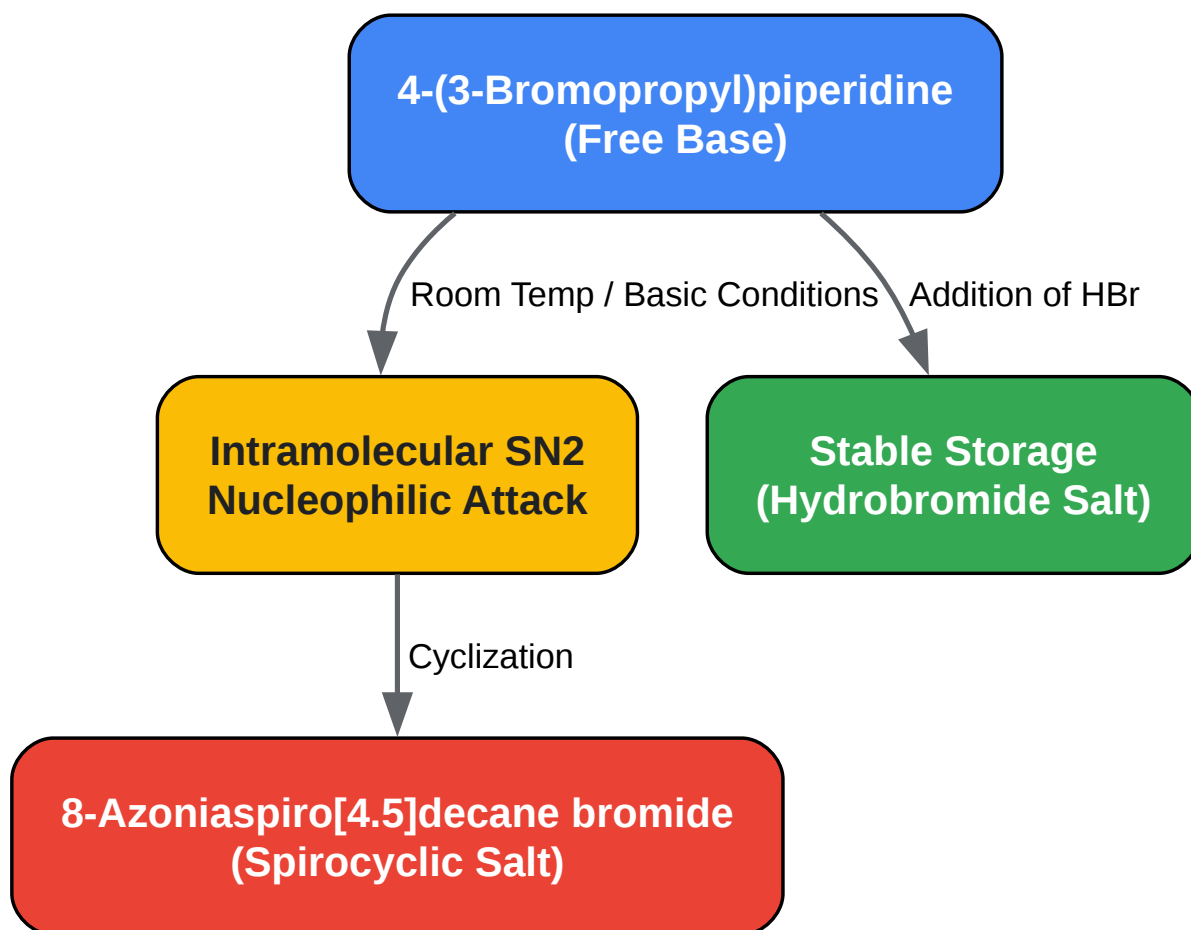 4-(3-Bromopropyl)piperidine
(Free Base)
Room Temp / Basic Conditions
Addition of HBr
Intramolecular SN2
Nucleophilic Attack
Stable Storage
(Hydrobromide Salt)
Cyclization
8-Azoniaspiro[4.5]decane bromide
(Spirocyclic Salt)